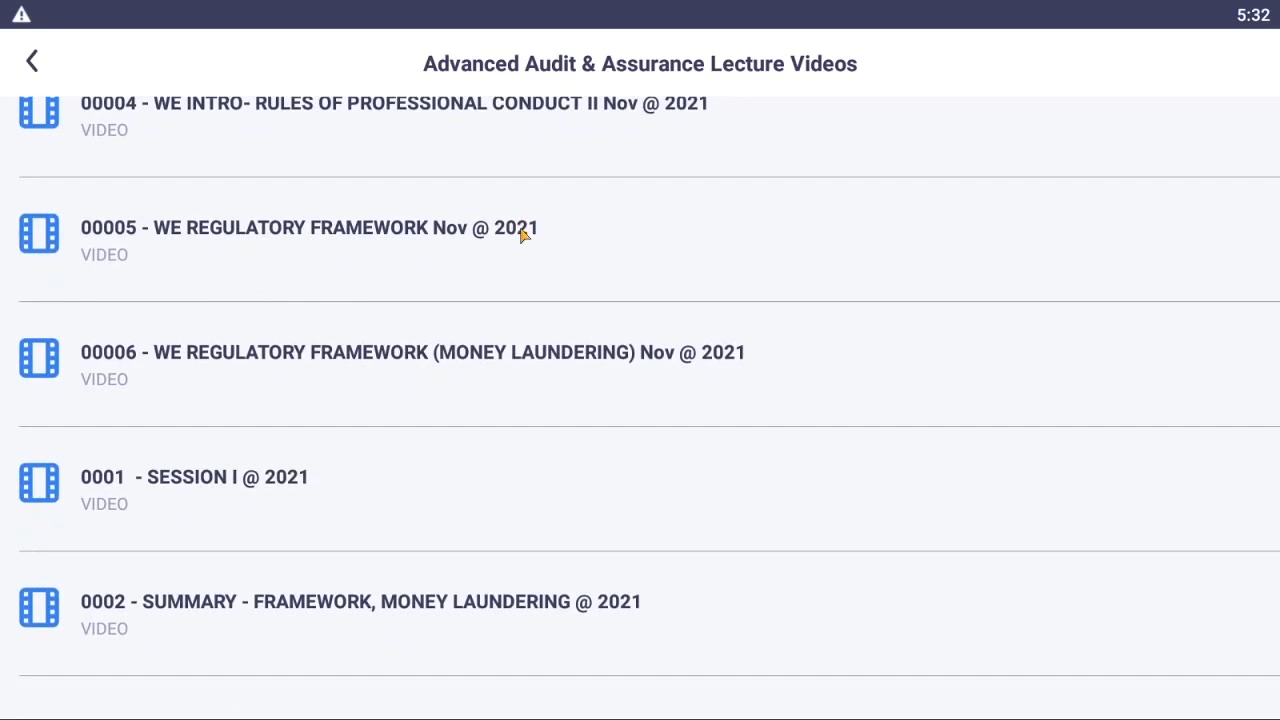 5:32
Advanced Audit & Assurance Lecture Videos
00004 - WE INTRO- RULES OF PROFESSIONAL CONDUCT II Nov @ 2021
VIDEO
00005 - WE REGULATORY FRAMEWORK Nov @ 2021
VIDEO
00006 - WE REGULATORY FRAMEWORK (MONEY LAUNDERING) Nov @ 2021
VIDEO
0001  - SESSION I @ 2021
VIDEO
0002 - SUMMARY - FRAMEWORK, MONEY LAUNDERING @ 2021
VIDEO